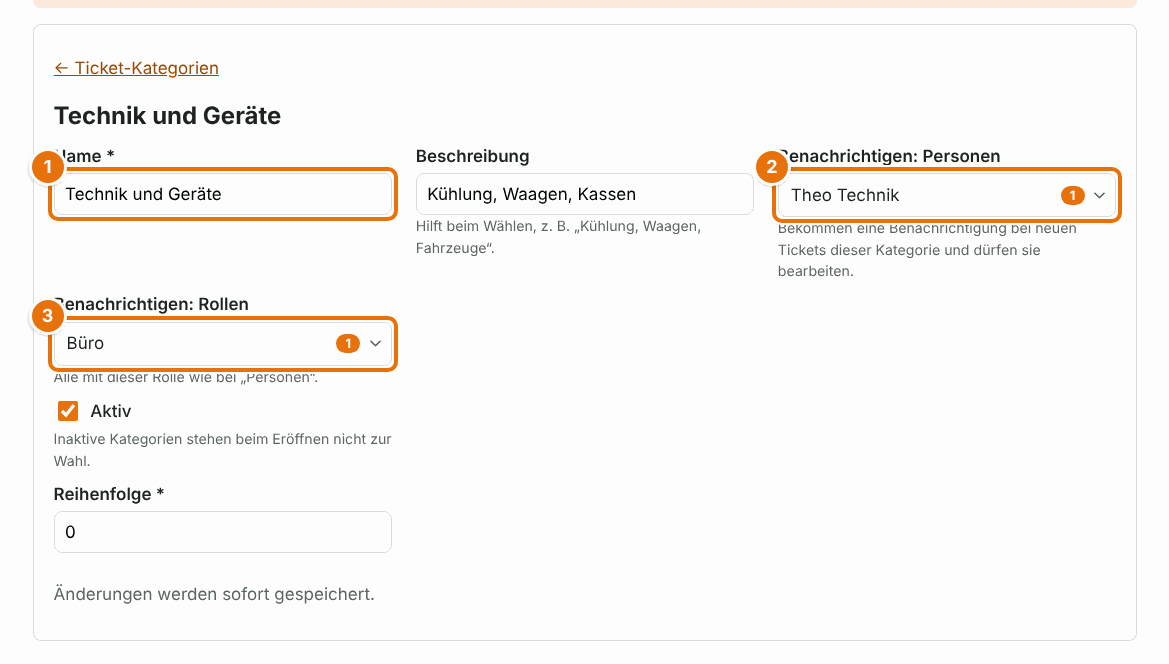 ← Ticket-Kategorien
Technik und Geräte
Name *
1
Technik und Geräte
Beschreibung
Kühlung, Waagen, Kassen
Hilft beim Wählen, z. B. „Kühlung, Waagen,
Fahrzeuge“.
Benachrichtigen: Personen
2
Theo Technik 1
Bekommen eine Benachrichtigung bei neuen
Tickets dieser Kategorie und dürfen sie
bearbeiten.
Benachrichtigen: Rollen
3
Büro 1
Alle mit dieser Rolle wie bei „Personen“.
Aktiv
Inaktive Kategorien stehen beim Eröffnen nicht zur
Wahl.
Reihenfolge *
0
Änderungen werden sofort gespeichert.